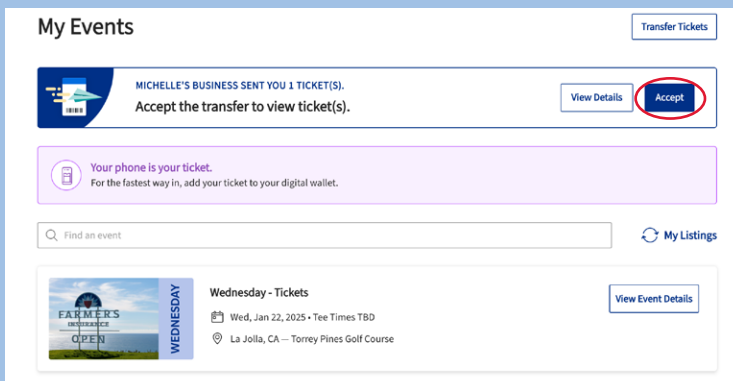 My Events
Transfer Tickets
MICHELLE'S BUSINESS SENT YOU 1 TICKET(S).
Accept the transfer to view ticket(s).
View Details
Accept
Your phone is your ticket.
For the fastest way in, add your ticket to your digital wallet.
Find an event
My Listings
FARMERS
INSURANCE
OPEN
WEDNESDAY
Wednesday - Tickets
Wed, Jan 22, 2025 • Tee Times TBD
La Jolla, CA — Torrey Pines Golf Course
View Event Details